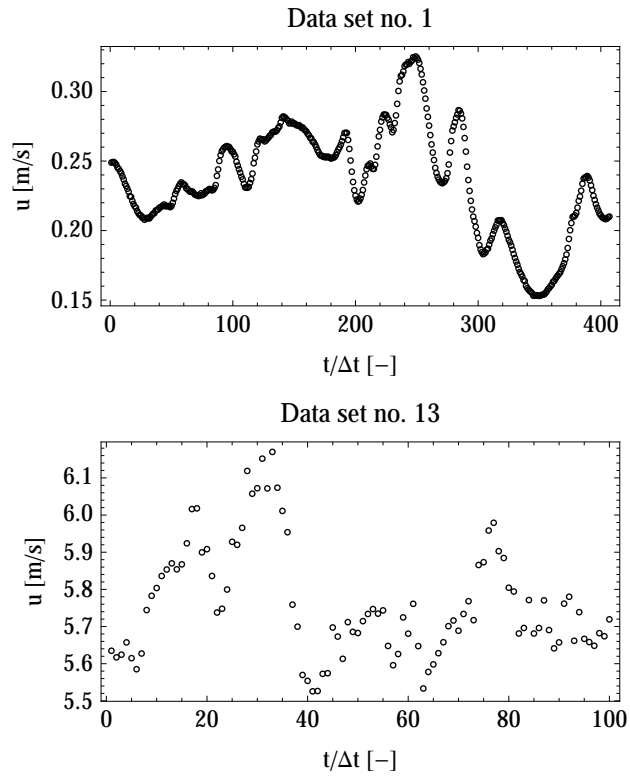 Data set no. 1
0.30
0.25
0.20
0.15
u [m/s]
0 100 200 300 400
t/Δt [−]
Data set no. 13
6.1
6.0
5.9
5.8
5.7
5.6
5.5
u [m/s]
0 20 40 60 80 100
t/Δt [−]